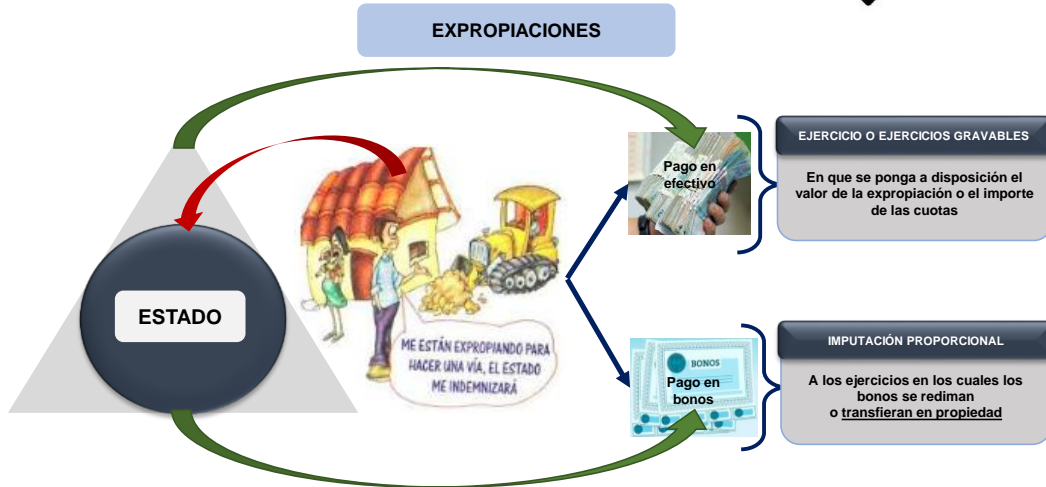 EXPROPIACIONES
Pago en
efectivo
EJERCICIO O EJERCICIOS GRAVABLES
En que se ponga a disposición el
valor de la expropiación o el importe
de las cuotas
ESTADO
ME ESTÁN EXPROPIANDO PARA
HACER UNA VÍA, EL ESTADO
ME INDEMNIZARÁ
BONOS
Pago en
bonos
IMPUTACIÓN PROPORCIONAL
A los ejercicios en los cuales los
bonos se rediman
o transfieran en propiedad